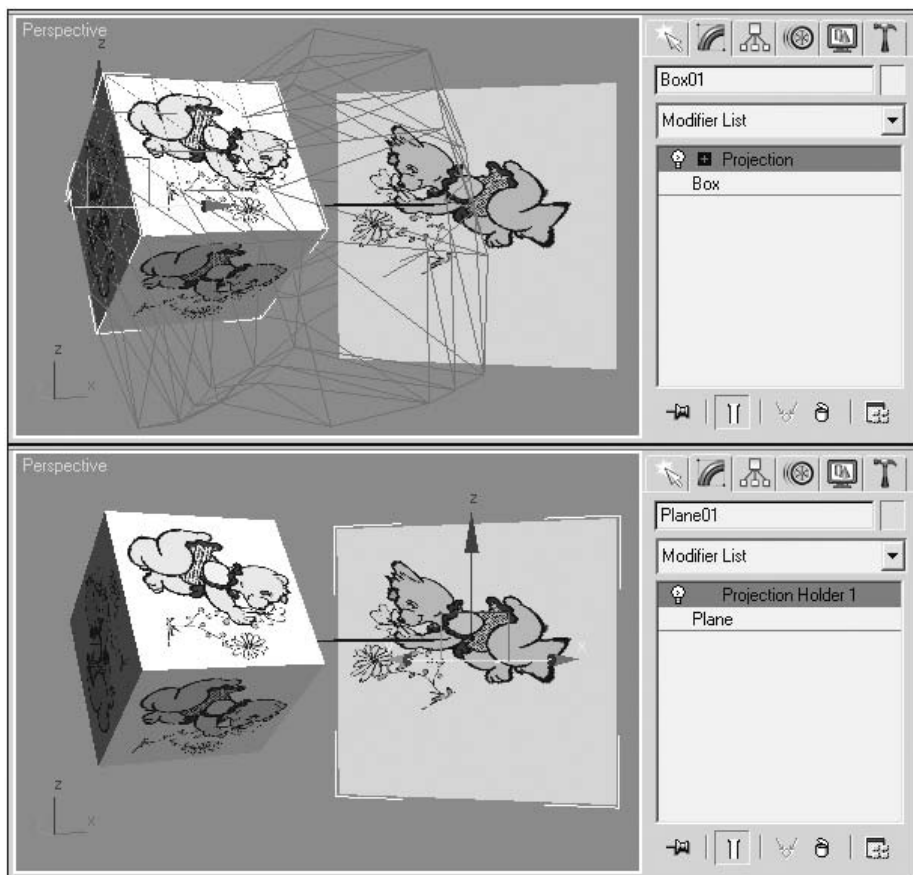 Perspective
z
Box01
Modifier List
Projection
Box
z
x
Perspective
z
x
Plane01
Modifier List
Projection Holder 1
Plane
z
x